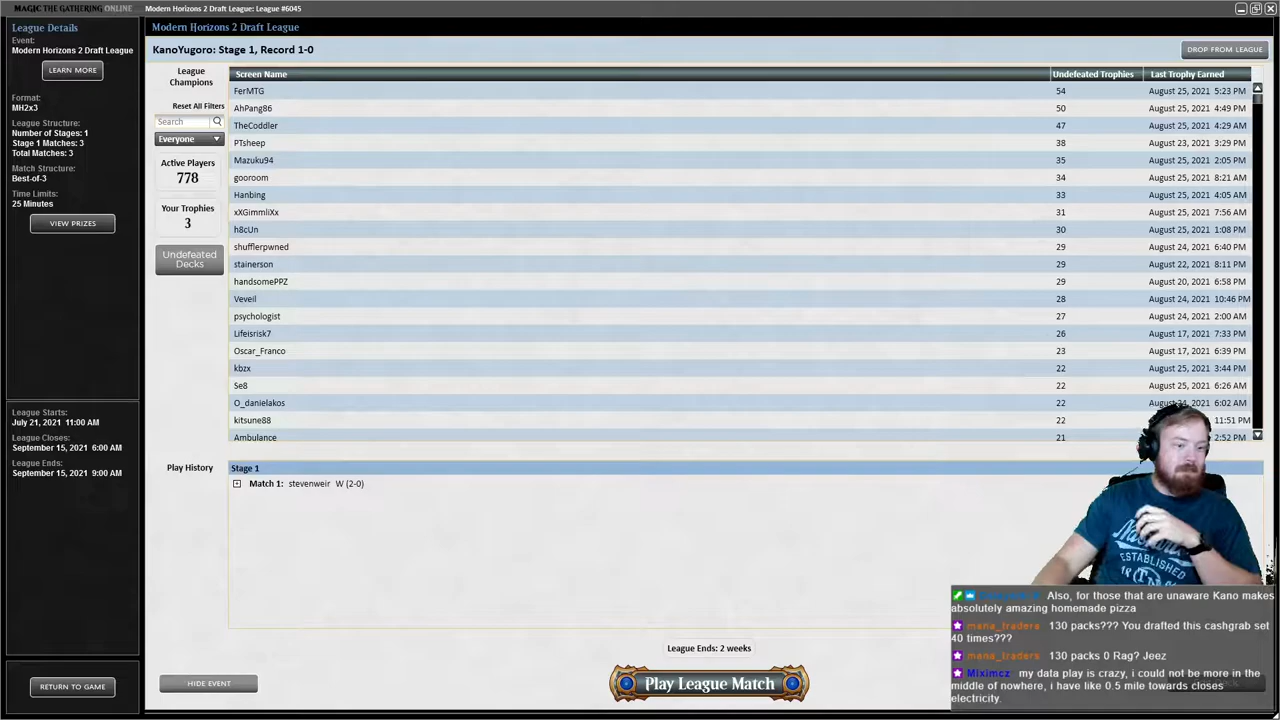 MAGIC THE GATHERING ONLINE
Modern Horizons 2 Draft League: League #6045
League Details
Event:
Modern Horizons 2 Draft League
LEARN MORE
Format:
MH2x3
League Structure:
Number of Stages: 1
Stage 1 Matches: 3
Total Matches: 3
Match Structure:
Best-of-3
Time Limits:
25 Minutes
VIEW PRIZES
League Starts:
July 21, 2021 11:00 AM
League Closes:
September 15, 2021 6:00 AM
League Ends:
September 15, 2021 9:00 AM
RETURN TO GAME
Modern Horizons 2 Draft League
KanoYugoro: Stage 1, Record 1-0
DROP FROM LEAGUE
League
Champions
Reset All Filters
Search
Everyone
Active Players
778
Your Trophies
3
Undefeated
Decks
Screen Name Undefeated Trophies Last Trophy Earned
FerMTG 54 August 25, 2021 5:23 PM
AhPang86 50 August 25, 2021 4:49 PM
TheCoddler 47 August 25, 2021 4:29 AM
PTsheep 38 August 23, 2021 3:29 PM
Mazuku94 35 August 25, 2021 2:05 PM
gooroom 34 August 25, 2021 8:21 AM
Hanbing 33 August 25, 2021 4:05 AM
xXGimmliXx 31 August 25, 2021 7:56 AM
h8cUn 30 August 25, 2021 1:08 PM
shufflerpwned 29 August 24, 2021 6:40 PM
stainerson 29 August 22, 2021 8:11 PM
handsomePPZ 29 August 20, 2021 6:58 PM
Veveil 28 August 24, 2021 10:46 PM
psychologist 27 August 24, 2021 2:00 AM
Lifeisrisk7 26 August 17, 2021 7:33 PM
Oscar_Franco 23 August 17, 2021 6:39 PM
kbzx 22 August 25, 2021 3:44 PM
Se8 22 August 25, 2021 6:26 AM
O_danielakos 22 August 24, 2021 6:02 AM
kitsune88 22 11:51 PM
Ambulance 21 2:52 PM
Play History
Stage 1
Match 1: stevenweir W (2-0)
League Ends: 2 weeks
HIDE EVENT
Play League Match
Also, for those that are unaware Kano makes
absolutely amazing homemade pizza
mana_traders 130 packs??? You drafted this cashgrab set
40 times???
mana_traders 130 packs 0 Rag? Jeez
Miximcz my data play is crazy, i could not be more in the
middle of nowhere, i have like 0.5 mile towards closes
electricity.